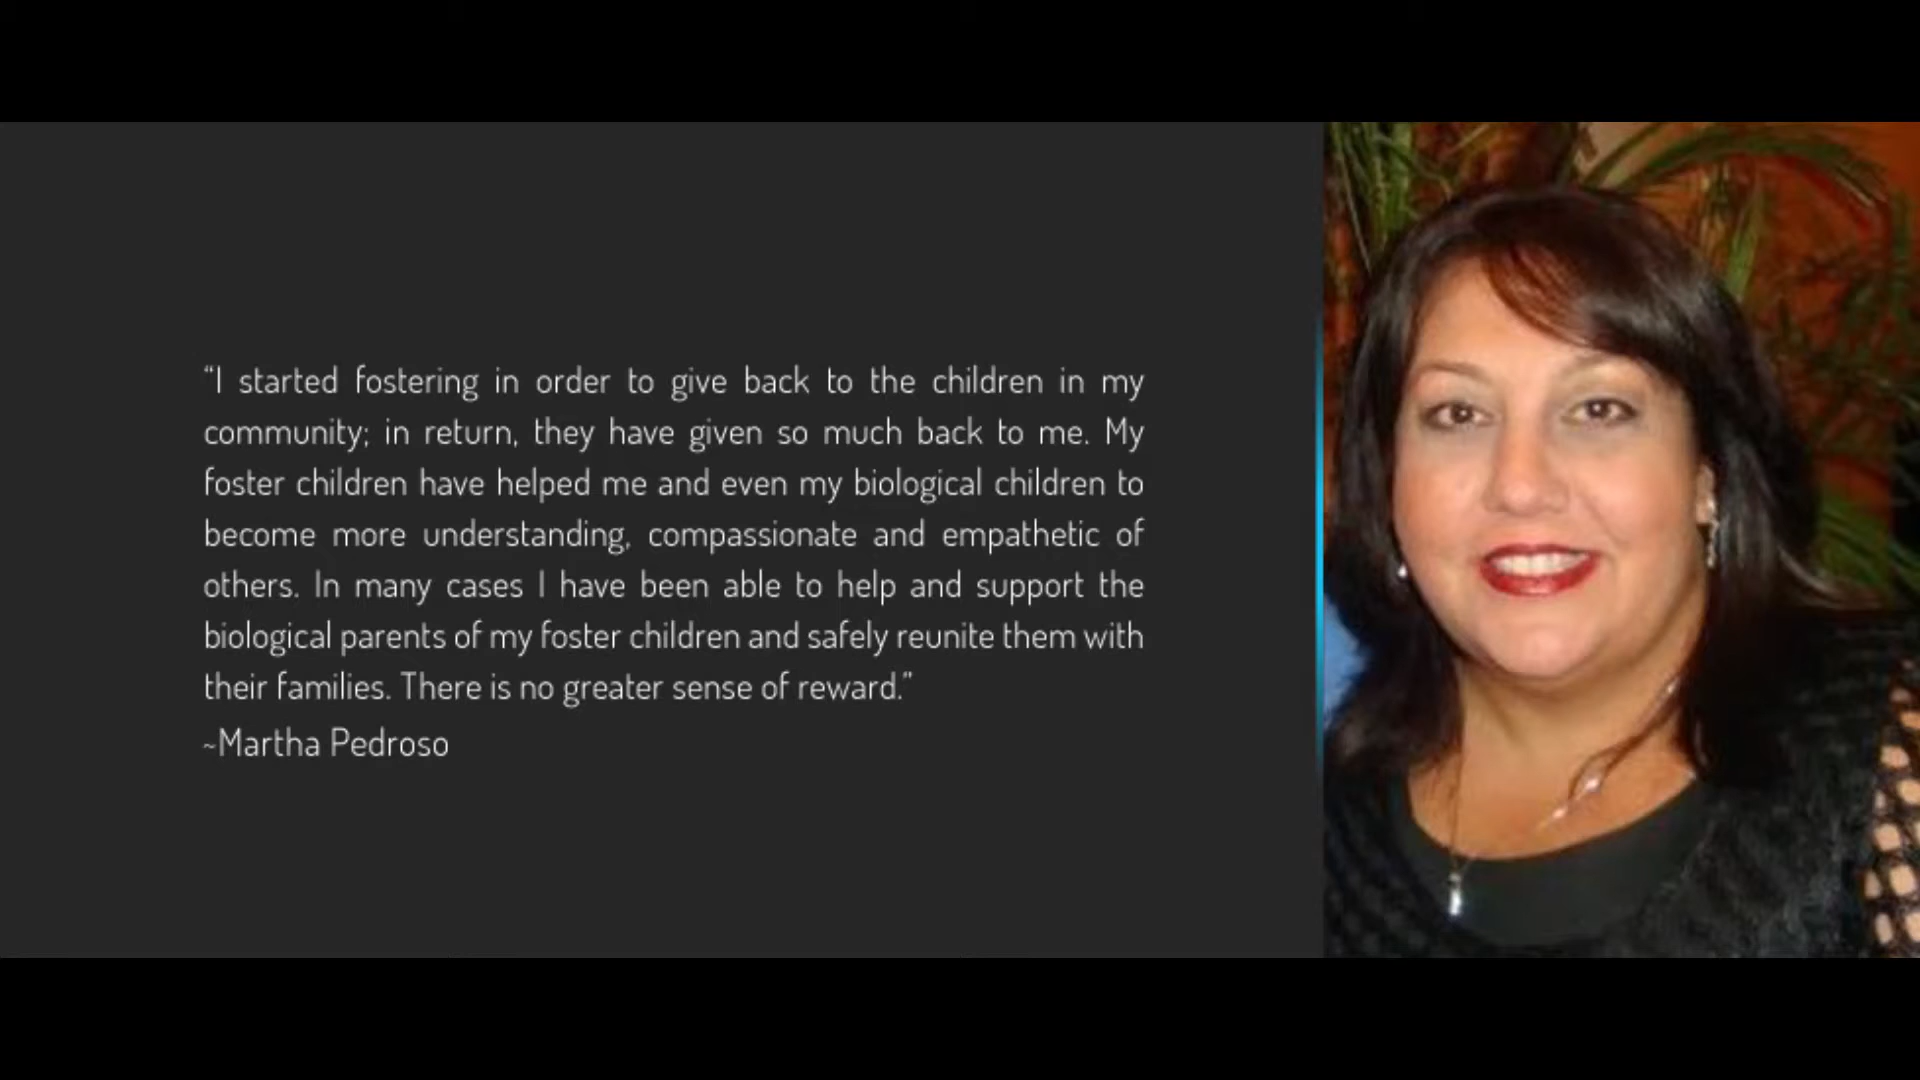 “I started fostering in order to give back to the children in my
community; in return, they have given so much back to me. My
foster children have helped me and even my biological children to
become more understanding, compassionate and empathetic of
others. In many cases I have been able to help and support the
biological parents of my foster children and safely reunite them with
their families. There is no greater sense of reward.”
~Martha Pedroso